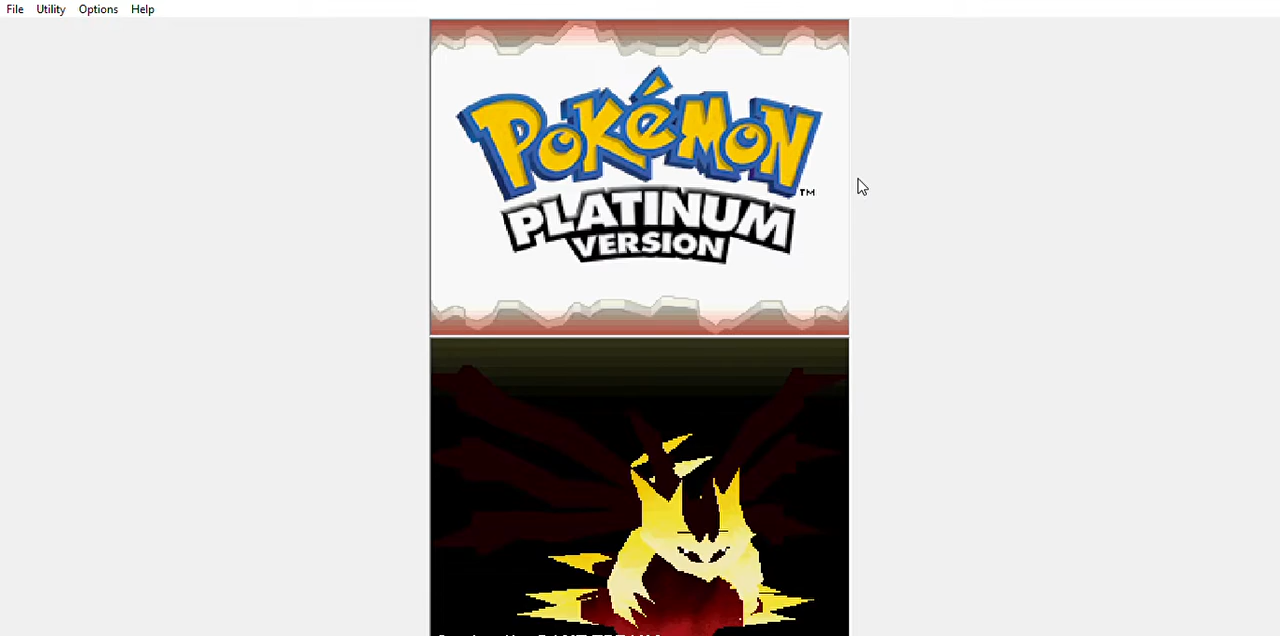 File Utility Options Help
POKéMON
™
PLATINUM
VERSION